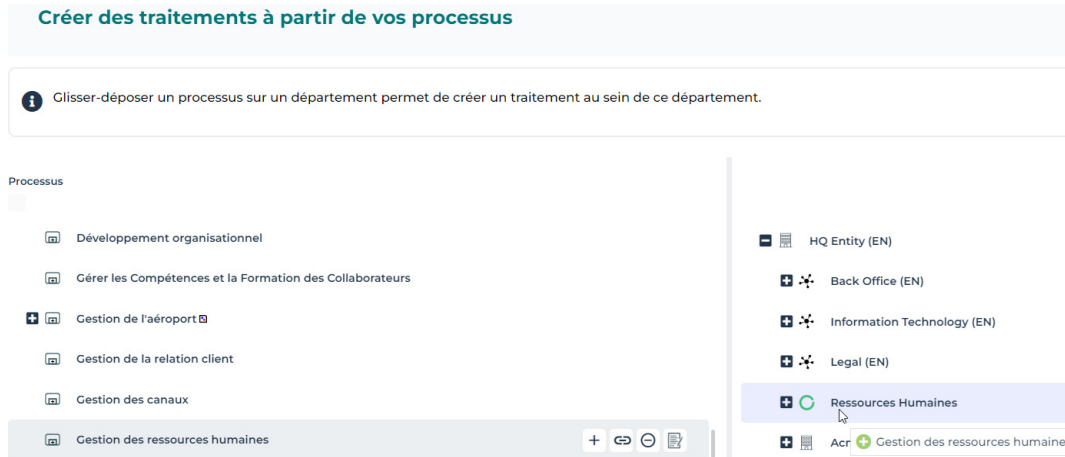 Créer des traitements à partir de vos processus
Glisser-déposer un processus sur un département permet de créer un traitement au sein de ce département.
Processus
Développement organisationnel
Gérer les Compétences et la Formation des Collaborateurs
Gestion de l'aéroport
Gestion de la relation client
Gestion des canaux
Gestion des ressources humaines
HQ Entity (EN)
Back Office (EN)
Information Technology (EN)
Legal (EN)
Ressources Humaines
Gestion des ressources humaine